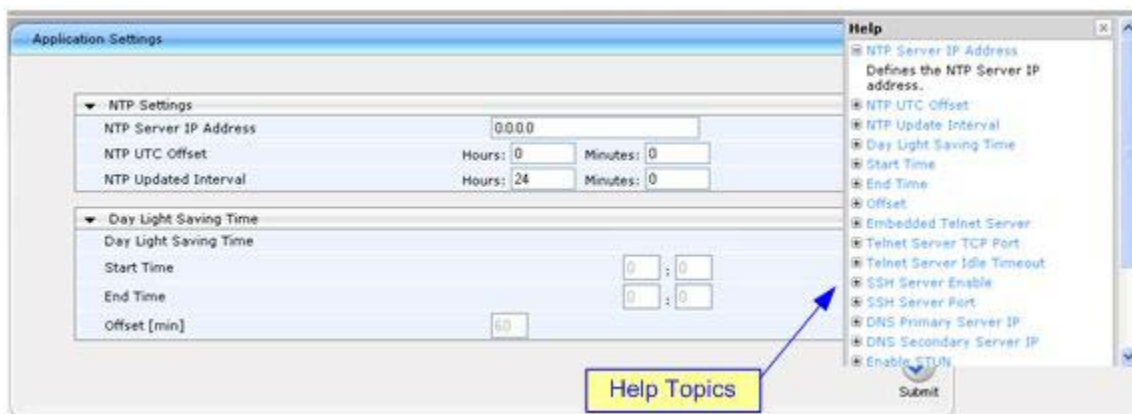 Application Settings
NTP Settings
NTP Server IP Address 0.0.0.0
NTP UTC Offset Hours: 0 Minutes: 0
NTP Updated Interval Hours: 24 Minutes: 0
Day Light Saving Time
Day Light Saving Time
Start Time 0 : 0
End Time 0 : 0
Offset [min] 60
Submit
Help Topics
Help
NTP Server IP Address
Defines the NTP Server IP
address.
NTP UTC Offset
NTP Update Interval
Day Light Saving Time
Start Time
End Time
Offset
Embedded Telnet Server
Telnet Server TCP Port
Telnet Server Idle Timeout
SSH Server Enable
SSH Server Port
DNS Primary Server IP
DNS Secondary Server IP
Enable STUN